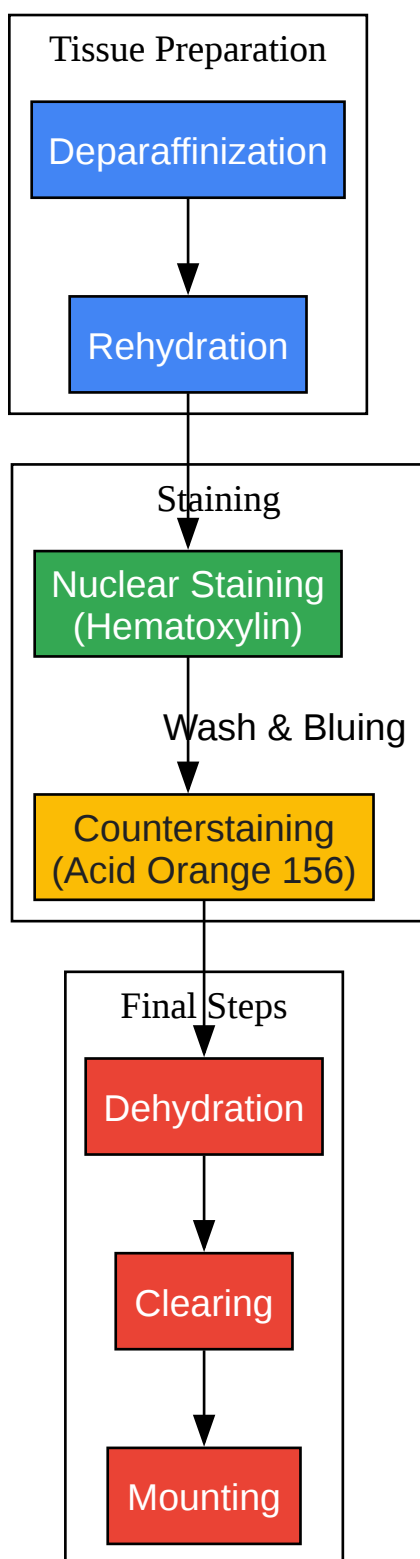 Tissue Preparation
Deparaffinization
Rehydration
Staining
Nuclear Staining
(Hematoxylin)
Wash & Bluing
Counterstaining
(Acid Orange 156)
Final Steps
Dehydration
Clearing
Mounting